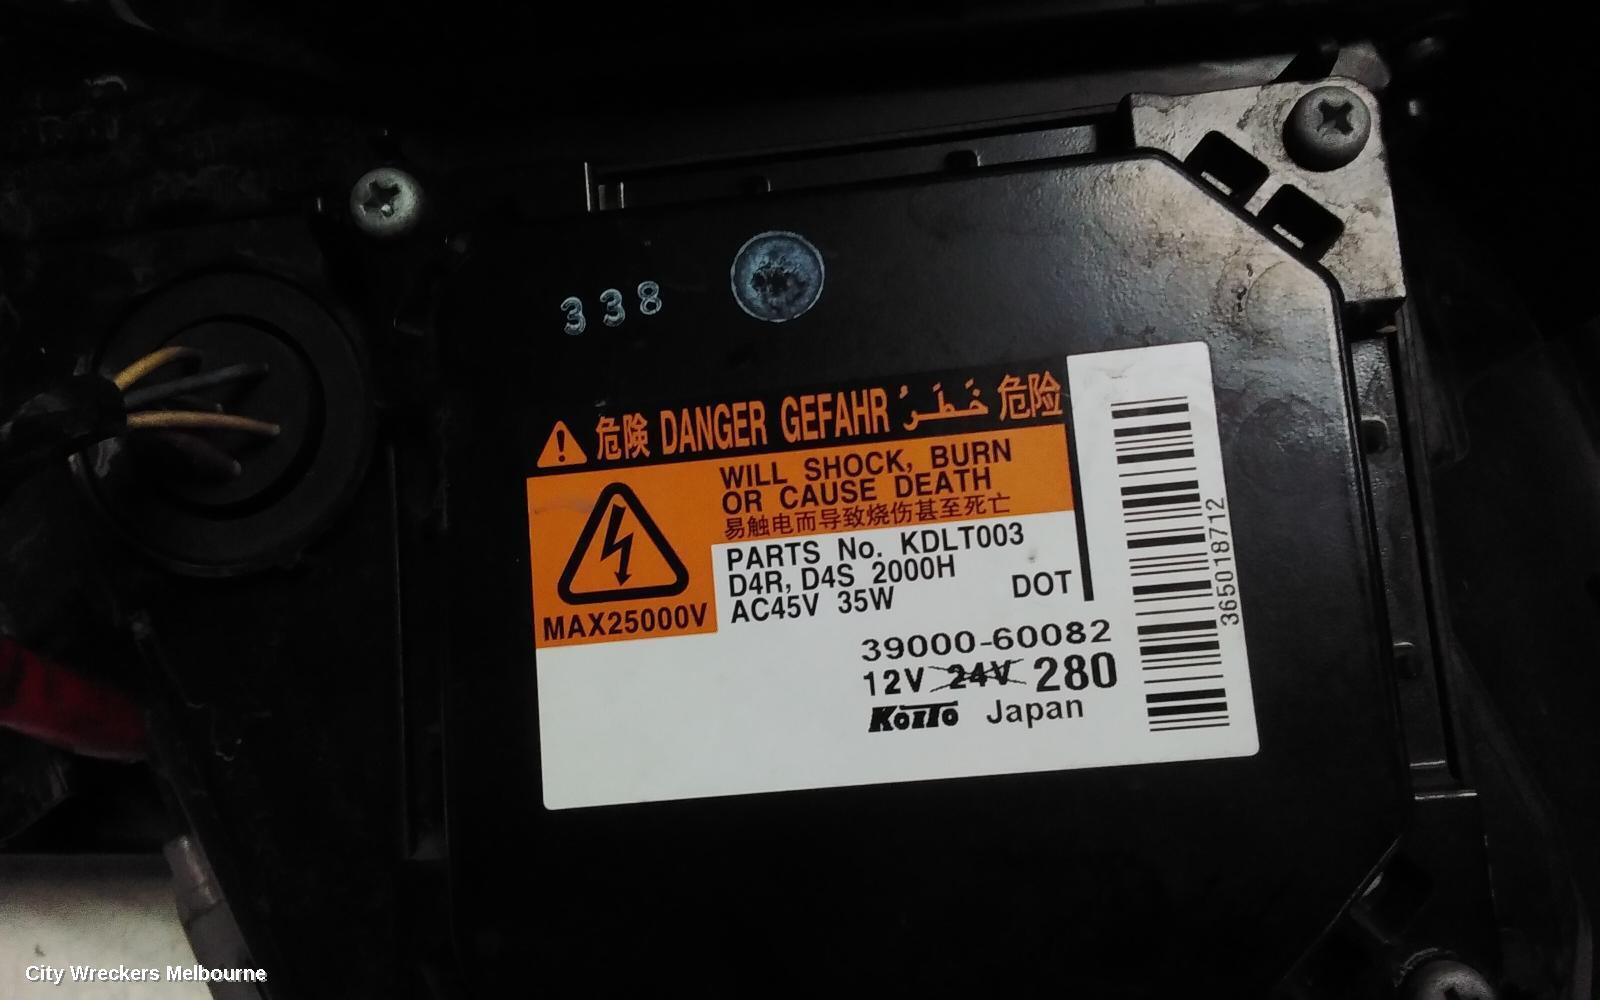 338
危険 DANGER GEFAHR خَطَرُ 危险
WILL SHOCK, BURN
OR CAUSE DEATH
易触电而导致烧伤甚至死亡
MAX25000V
PARTS No. KDLT003
D4R, D4S 2000H
AC45V 35W
DOT
39000-60082
12V 24V 280
KOITO Japan
365018712
City Wreckers Melbourne